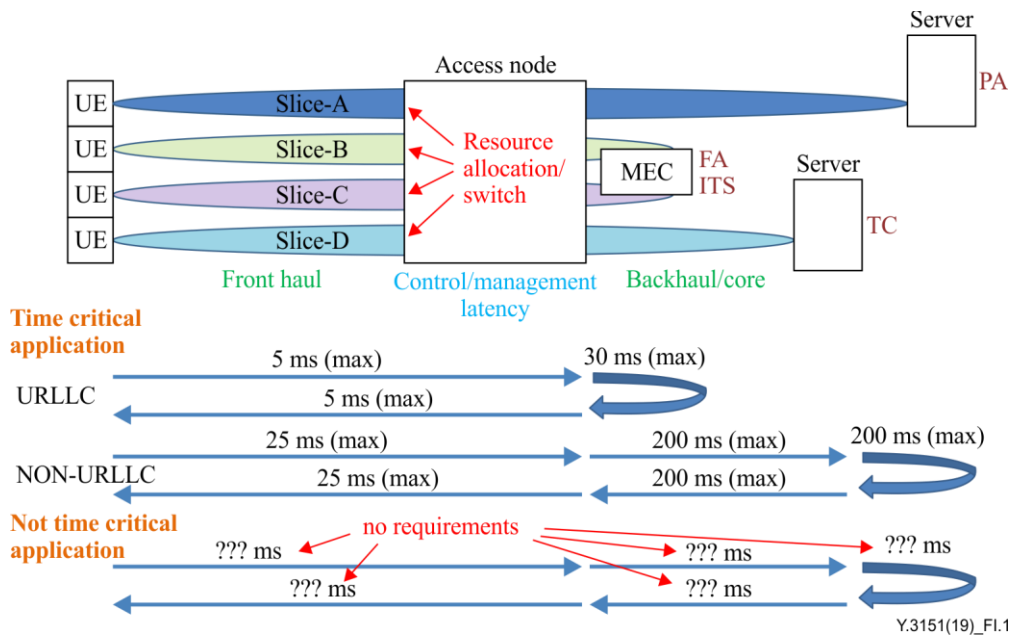 Server
Access node
PA
UE
Slice-A
UE
Slice-B
Resource
allocation/
switch
MEC
FA
ITS
Server
UE
Slice-C
UE
Slice-D
TC
Front haul
Control/management
latency
Backhaul/core
Time critical
application
5 ms (max)
30 ms (max)
URLLC
5 ms (max)
25 ms (max)
200 ms (max)
200 ms (max)
NON-URLLC
25 ms (max)
200 ms (max)
Not time critical
application
no requirements
??? ms
??? ms
??? ms
??? ms
??? ms
Y.3151(19)_FI.1